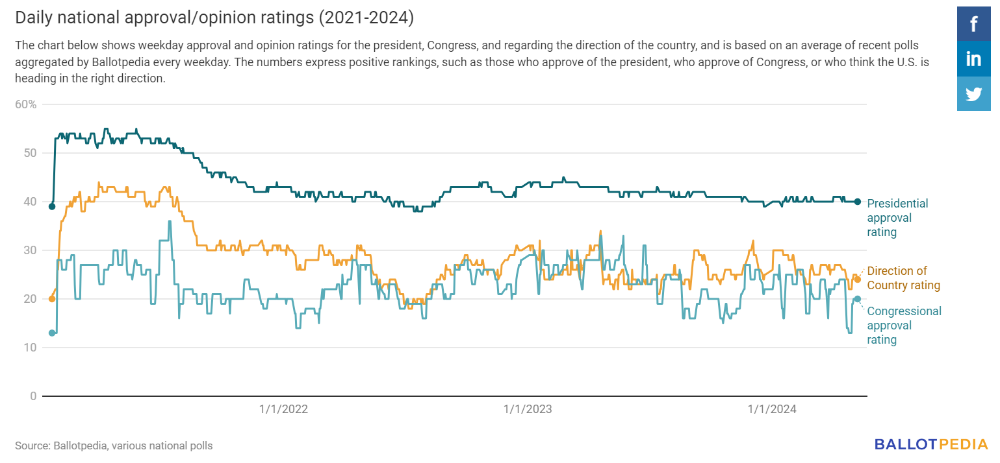 Daily national approval/opinion ratings (2021-2024)
The chart below shows weekday approval and opinion ratings for the president, Congress, and regarding the direction of the country, and is based on an average of recent polls
aggregated by Ballotpedia every weekday. The numbers express positive rankings, such as those who approve of the president, who approve of Congress, or who think the U.S. is
heading in the right direction.
f
in
60%
50
40
30
20
10
0
Presidential
approval
rating
Direction of
Country rating
Congressional
approval
rating
1/1/2022
1/1/2023
1/1/2024
Source: Ballotpedia, various national polls
BALLOTPEDIA